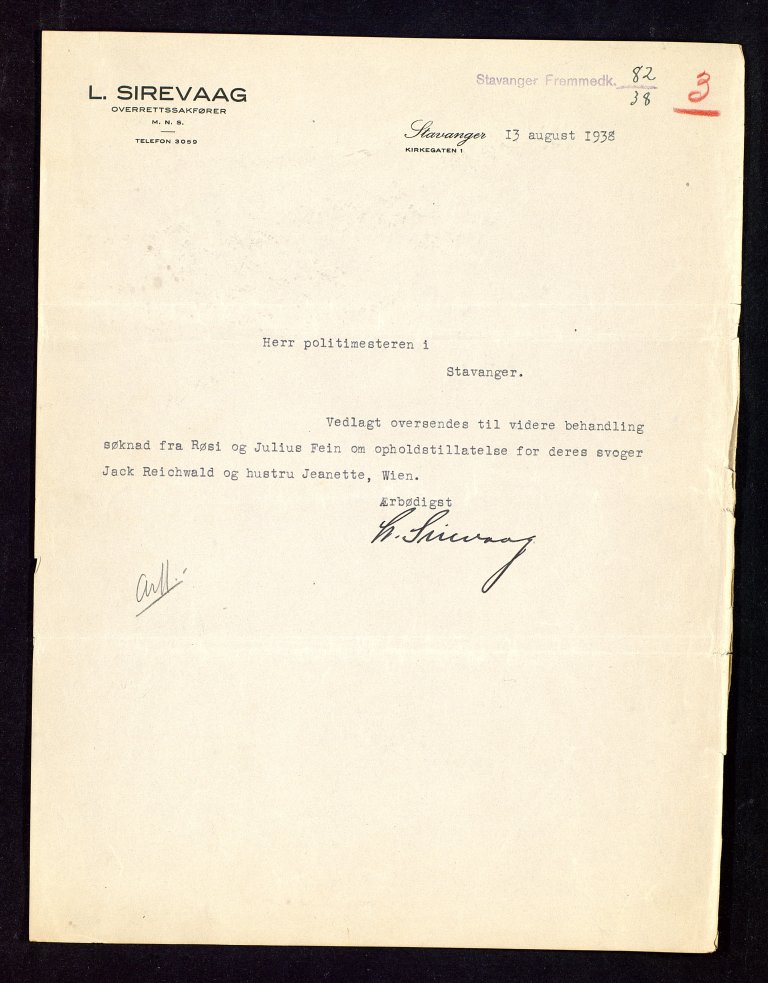 L. SIREVAAG
OVERRETTSSAKFØRER
M. N. S.
TELEFON 3059
Stavanger Fremmedk. 82
38
3
Stavanger 13 august 1938
KIRKEGATEN 1
Herr politimesteren i
Stavanger.
Vedlagt oversendes til videre behandling
søknad fra Røsi og Julius Fein om opholdstillatelse for deres svoger
Jack Reichwald og hustru Jeanette, Wien.
Ærbødigst
L. Sirevaag